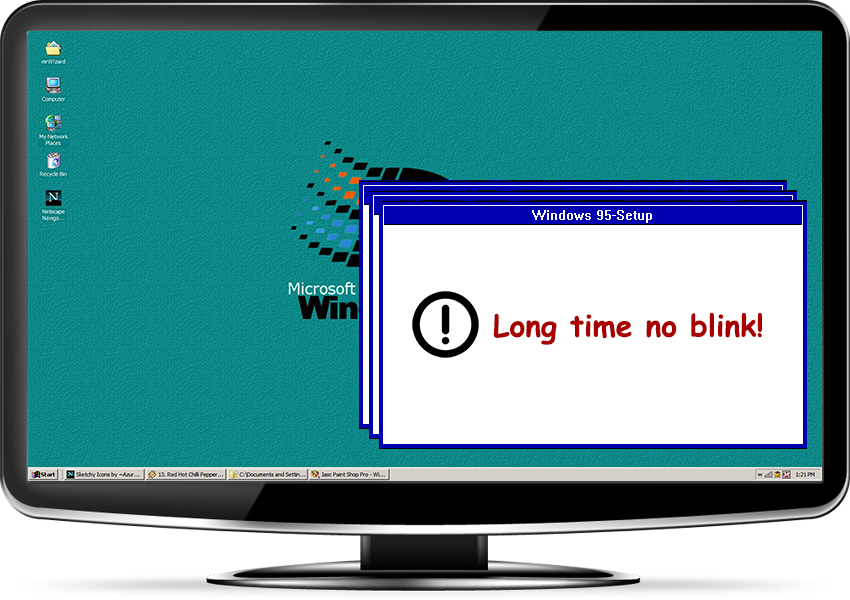 mrWizard
Computer
My Network
Places
Recycle Bin
N
Netscape
Naviga...
Microsoft
Win
Windows 95-Setup
Long time no blink!
Start
Sketchy Icons by ~Azur...
13. Red Hot Chilli Pepper...
C:\Documents and Settin...
Jasc Paint Shop Pro - Wi...
1:21 PM